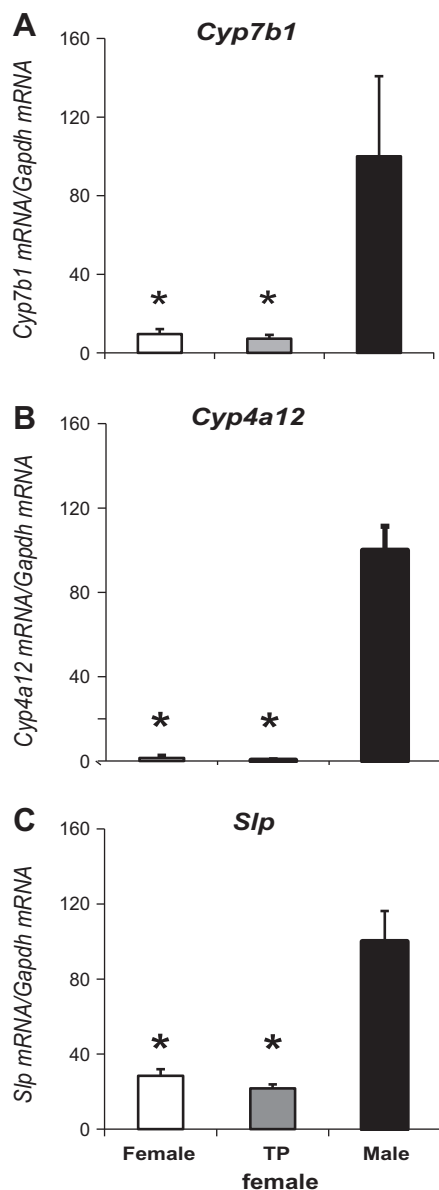 A
Cyp7b1
Cyp7b1 mRNA/Gapdh mRNA
160
120
80
40
0
*
*
B
Cyp4a12
Cyp4a12 mRNA/Gapdh mRNA
160
120
80
40
0
*
*
C
Slp
Slp mRNA/Gapdh mRNA
160
120
80
40
0
*
*
Female TP Male
female